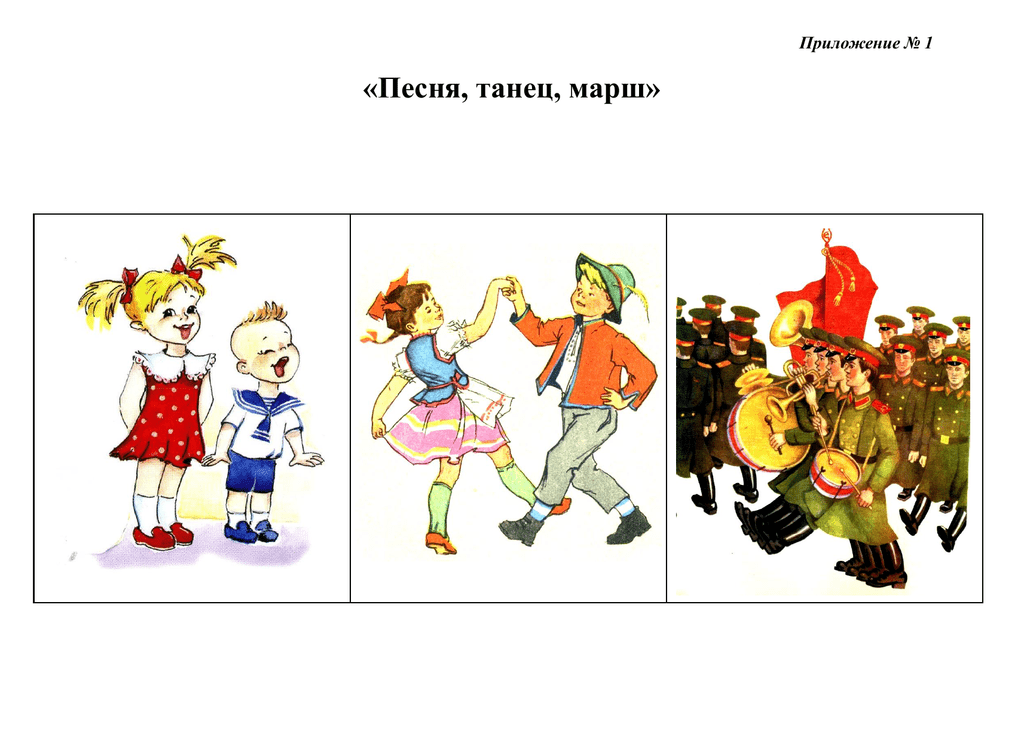 Приложение № 1
«Песня, танец, марш»